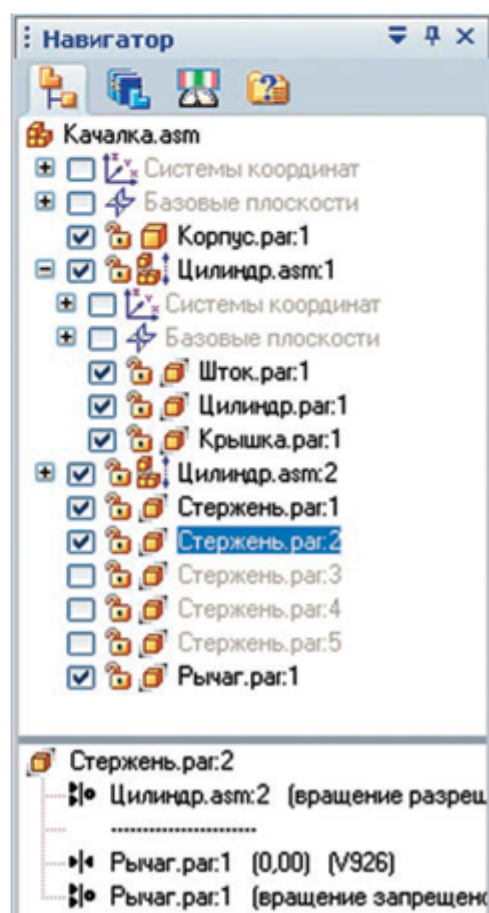 Навигатор
Качалка.asm
Системы координат
Базовые плоскости
Корпус.par:1
Цилиндр.asm:1
Системы координат
Базовые плоскости
Шток.par:1
Цилиндр.par:1
Крышка.par:1
Цилиндр.asm:2
Стержень.par:1
Стержень.par:2
Стержень.par:3
Стержень.par:4
Стержень.par:5
Рычаг.par:1
Стержень.par:2
Цилиндр.asm:2 (вращение разреш
..........................
Рычаг.par:1 (0,00) (V926)
Рычаг.par:1 (вращение запрещен